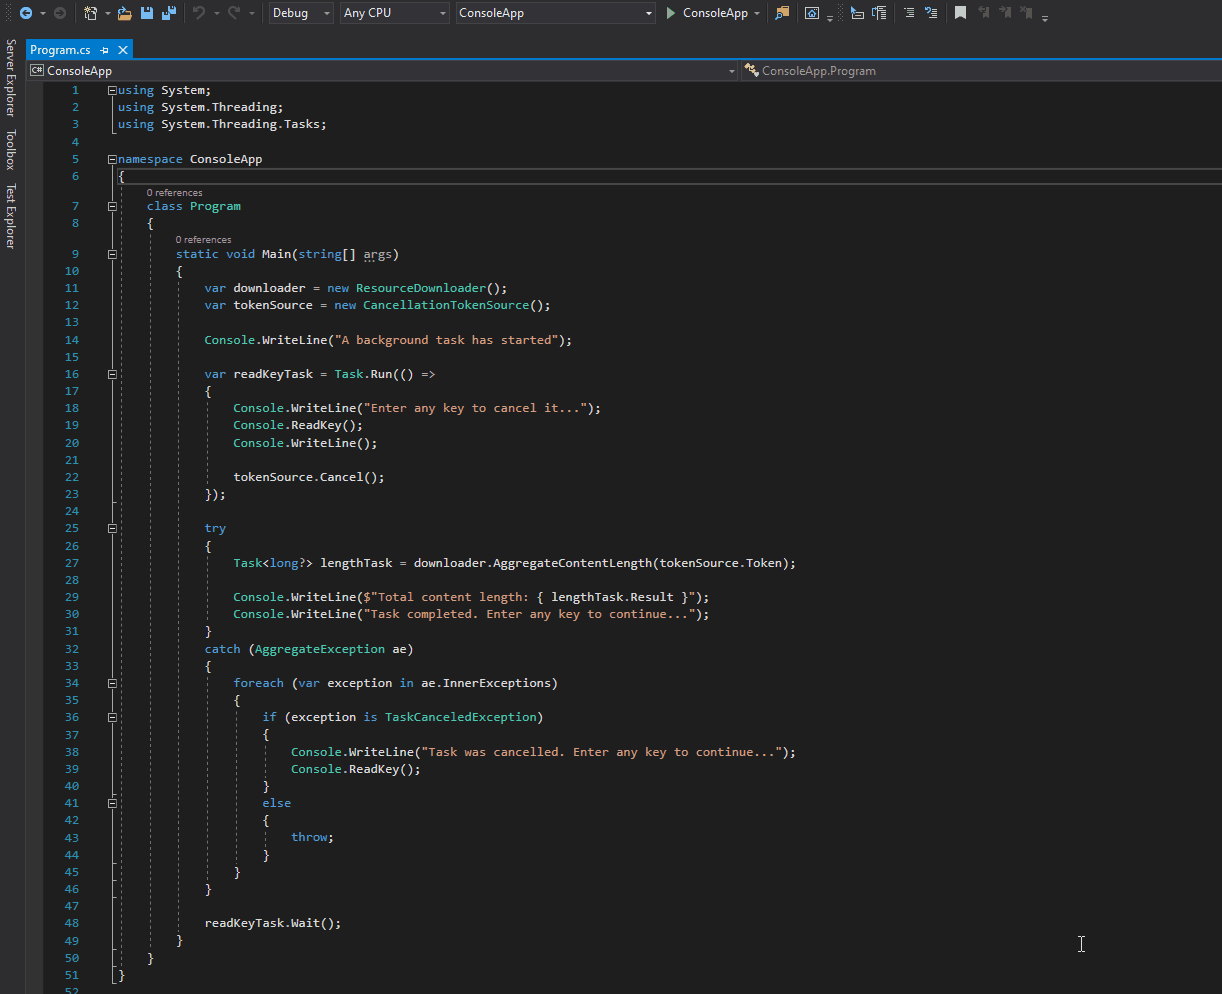 Debug Any CPU ConsoleApp ConsoleApp
Server Explorer
Toolbox
Test Explorer
Program.cs
C# ConsoleApp ConsoleApp.Program
1 using System;
2 using System.Threading;
3 using System.Threading.Tasks;
4
5 namespace ConsoleApp
6 {
0 references
7 class Program
8 {
0 references
9 static void Main(string[] args)
10 {
11 var downloader = new ResourceDownloader();
12 var tokenSource = new CancellationTokenSource();
13
14 Console.WriteLine("A background task has started");
15
16 var readKeyTask = Task.Run(() =>
17 {
18 Console.WriteLine("Enter any key to cancel it...");
19 Console.ReadKey();
20 Console.WriteLine();
21
22 tokenSource.Cancel();
23 });
24
25 try
26 {
27 Task<long?> lengthTask = downloader.AggregateContentLength(tokenSource.Token);
28
29 Console.WriteLine($"Total content length: { lengthTask.Result }");
30 Console.WriteLine("Task completed. Enter any key to continue...");
31 }
32 catch (AggregateException ae)
33 {
34 foreach (var exception in ae.InnerExceptions)
35 {
36 if (exception is TaskCanceledException)
37 {
38 Console.WriteLine("Task was cancelled. Enter any key to continue...");
39 Console.ReadKey();
40 }
41 else
42 {
43 throw;
44 }
45 }
46 }
47
48 readKeyTask.Wait();
49 }
50 }
51 }
52